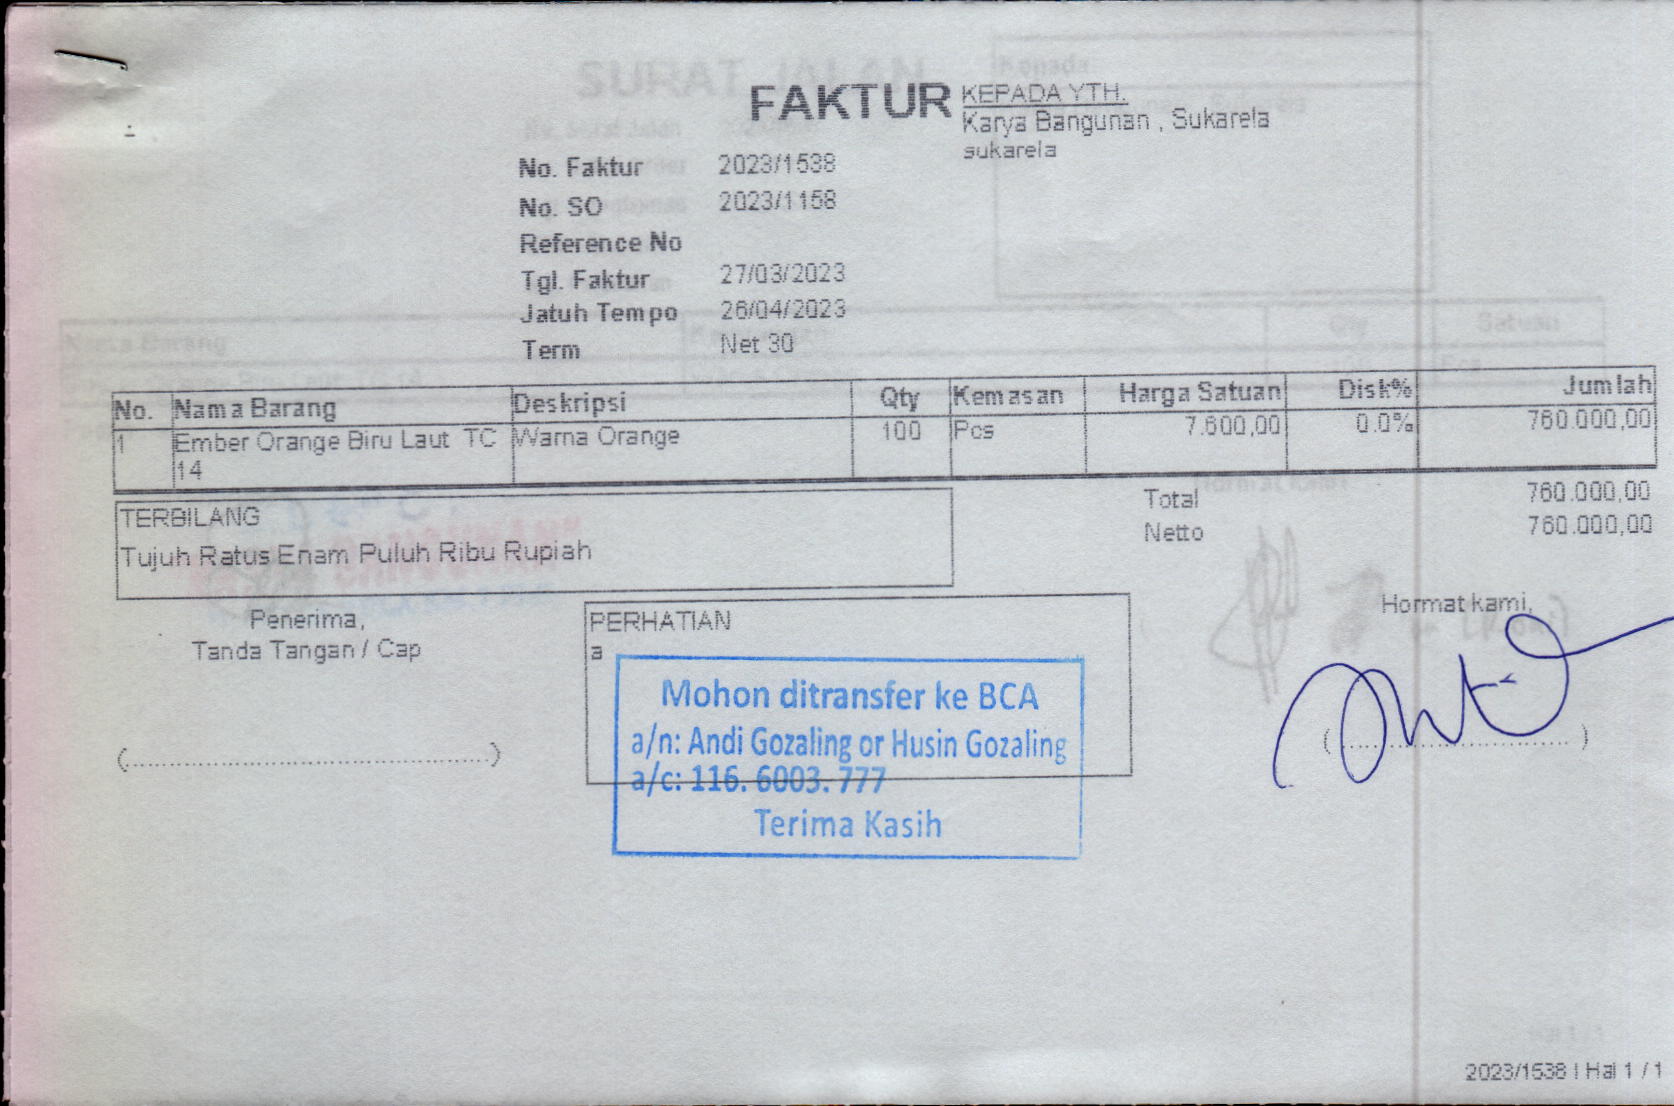 FAKTUR
KEPADA YTH.
Karya Bangunan , Sukarela
sukarela
No. Faktur 2023/1538
No. SO 2023/1158
Reference No
Tgl. Faktur 27/03/2023
Jatuh Tempo 26/04/2023
Term Net 30
No. Nama Barang Deskripsi Qty Kemasan Harga Satuan Disk% Jumlah
1 Ember Orange Biru Laut TC Warna Orange 100 Pcs 7.600,00 0.0% 760.000,00
14
Total 760.000,00
TERBILANG
Netto 760.000,00
Tujuh Ratus Enam Puluh Ribu Rupiah
Penerima,
Tanda Tangan / Cap
PERHATIAN
a
Hormat kami,
Mohon ditransfer ke BCA
a/n: Andi Gozaling or Husin Gozaling
a/c: 116. 6003. 777
Terima Kasih
(............................................)
(............................)
2023/1538 | Hal 1 / 1